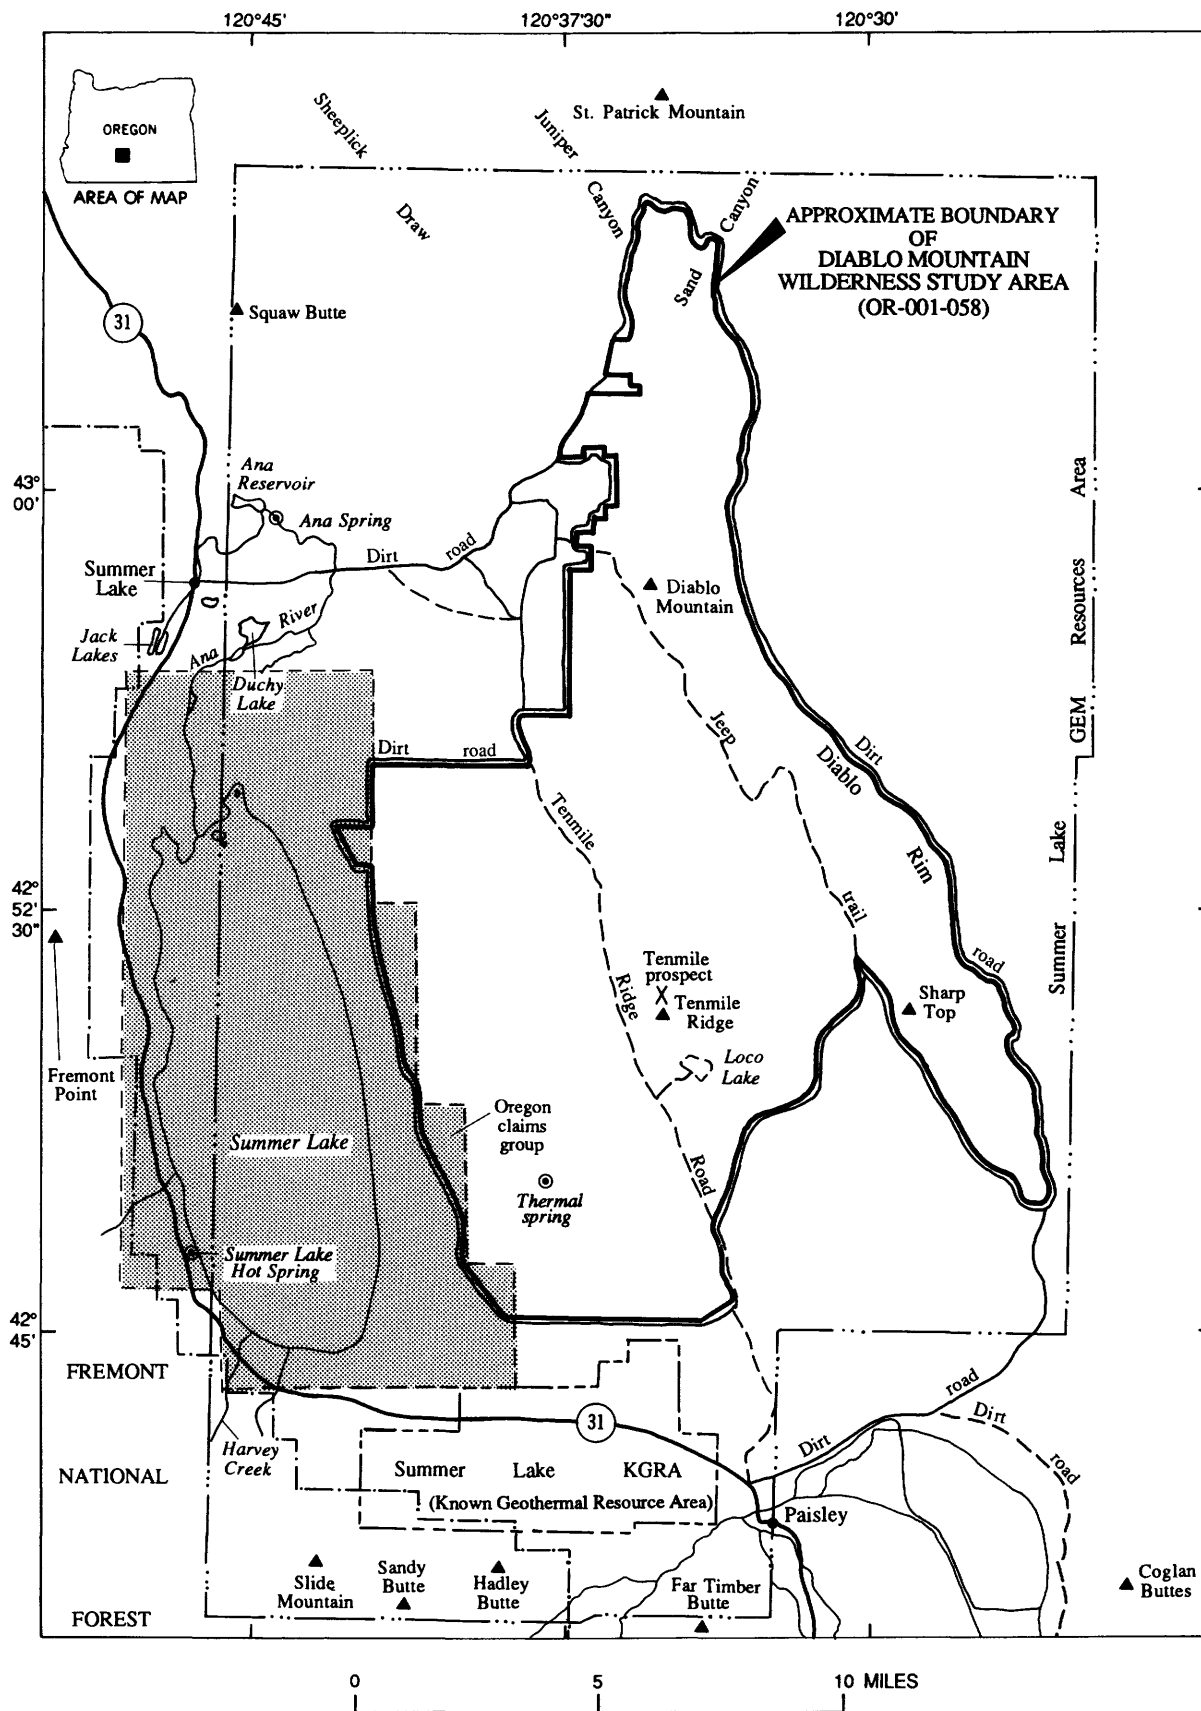 120°45'
120°37'30"
120°30'
OREGON
AREA OF MAP
Sheeplick
Draw
Juniper
Canyon
St. Patrick Mountain
Sand
Canyon
APPROXIMATE BOUNDARY
OF
DIABLO MOUNTAIN
WILDERNESS STUDY AREA
(OR-001-058)
31
Squaw Butte
43°
00'
Ana
Reservoir
Ana Spring
Dirt road
Summer
Lake
Jack
Lakes
Ana River
Duchy
Lake
Diablo
Mountain
Summer Lake GEM Resources Area
Dirt road
Jeep trail
Dirt road
Diablo Rim
Tenmile Ridge Road
42°
52'
30"
Fremont
Point
Tenmile
prospect
Tenmile
Ridge
Sharp
Top
Loco
Lake
Oregon
claims
group
Summer Lake
Thermal
spring
Summer Lake
Hot Spring
42°
45'
FREMONT
NATIONAL
FOREST
31
Harvey
Creek
Summer Lake KGRA
(Known Geothermal Resource Area)
Dirt road
Dirt road
Paisley
Slide
Mountain
Sandy
Butte
Hadley
Butte
Far Timber
Butte
Coglan
Buttes
0 5 10 MILES